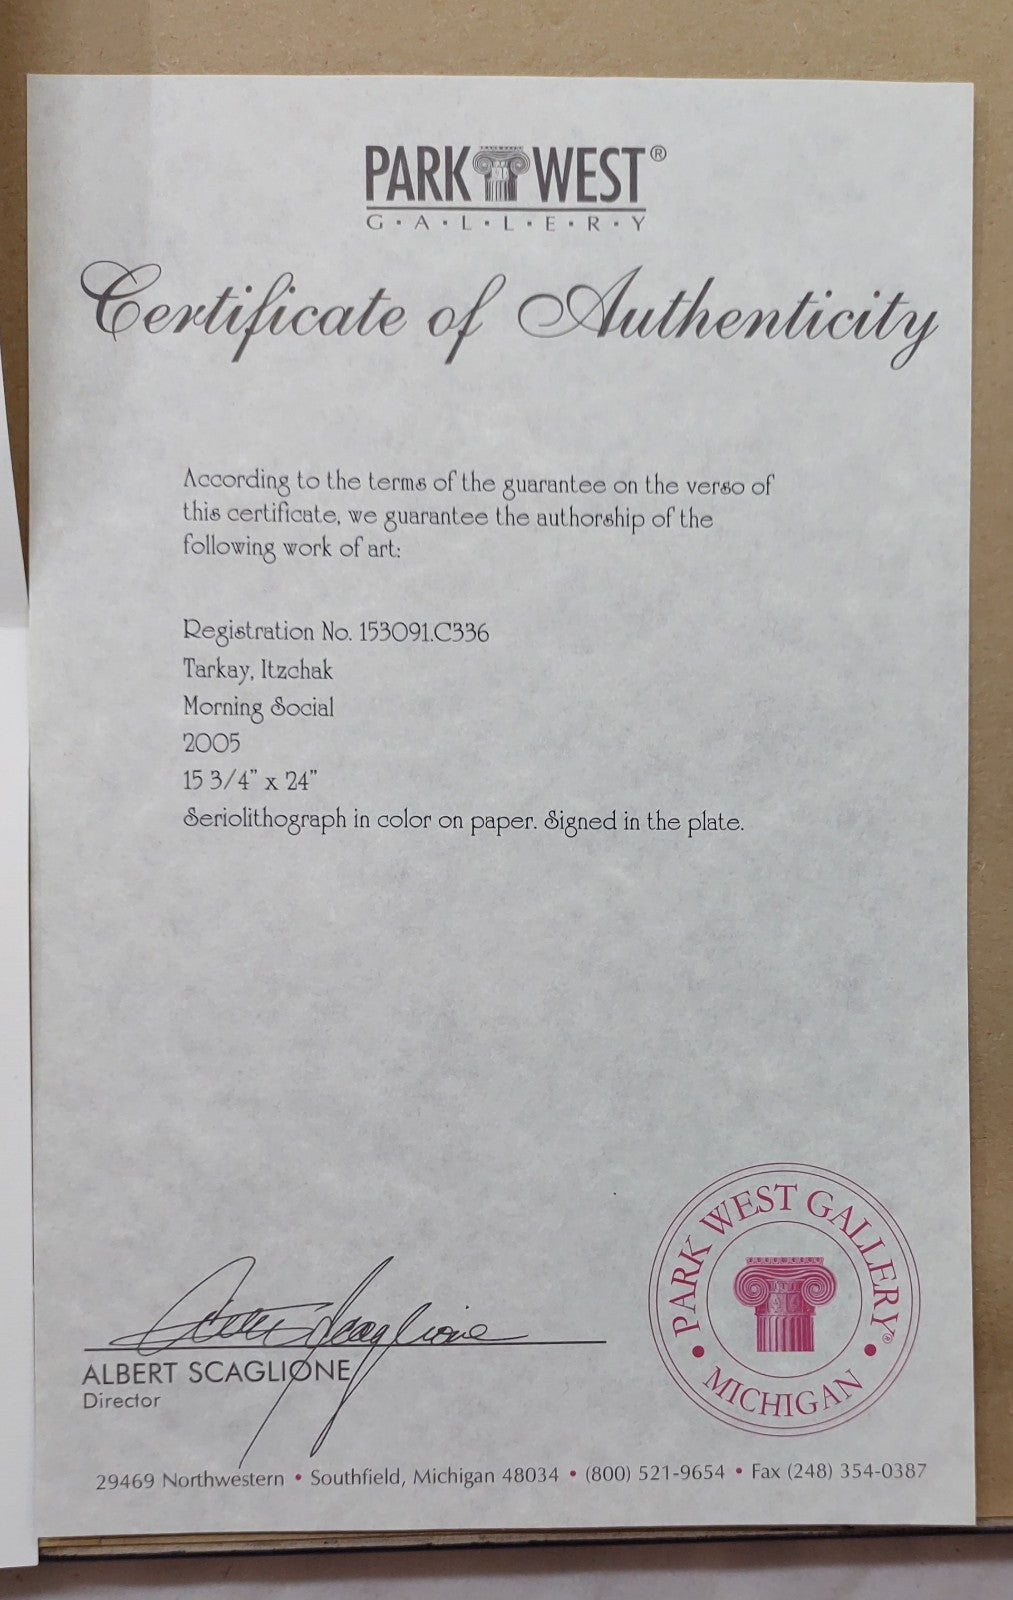 PARK WEST®
G·A·L·L·E·R·Y
Certificate of Authenticity
According to the terms of the guarantee on the verso of
this certificate, we guarantee the authorship of the
following work of art:
Registration No. 153091.C336
Tarkay, Itzchak
Morning Social
2005
15 3/4" x 24"
Seriolithograph in color on paper. Signed in the plate.
Albert Scaglione
ALBERT SCAGLIONE
Director
PARK WEST GALLERY®
• MICHIGAN •
29469 Northwestern • Southfield, Michigan 48034 • (800) 521-9654 • Fax (248) 354-0387